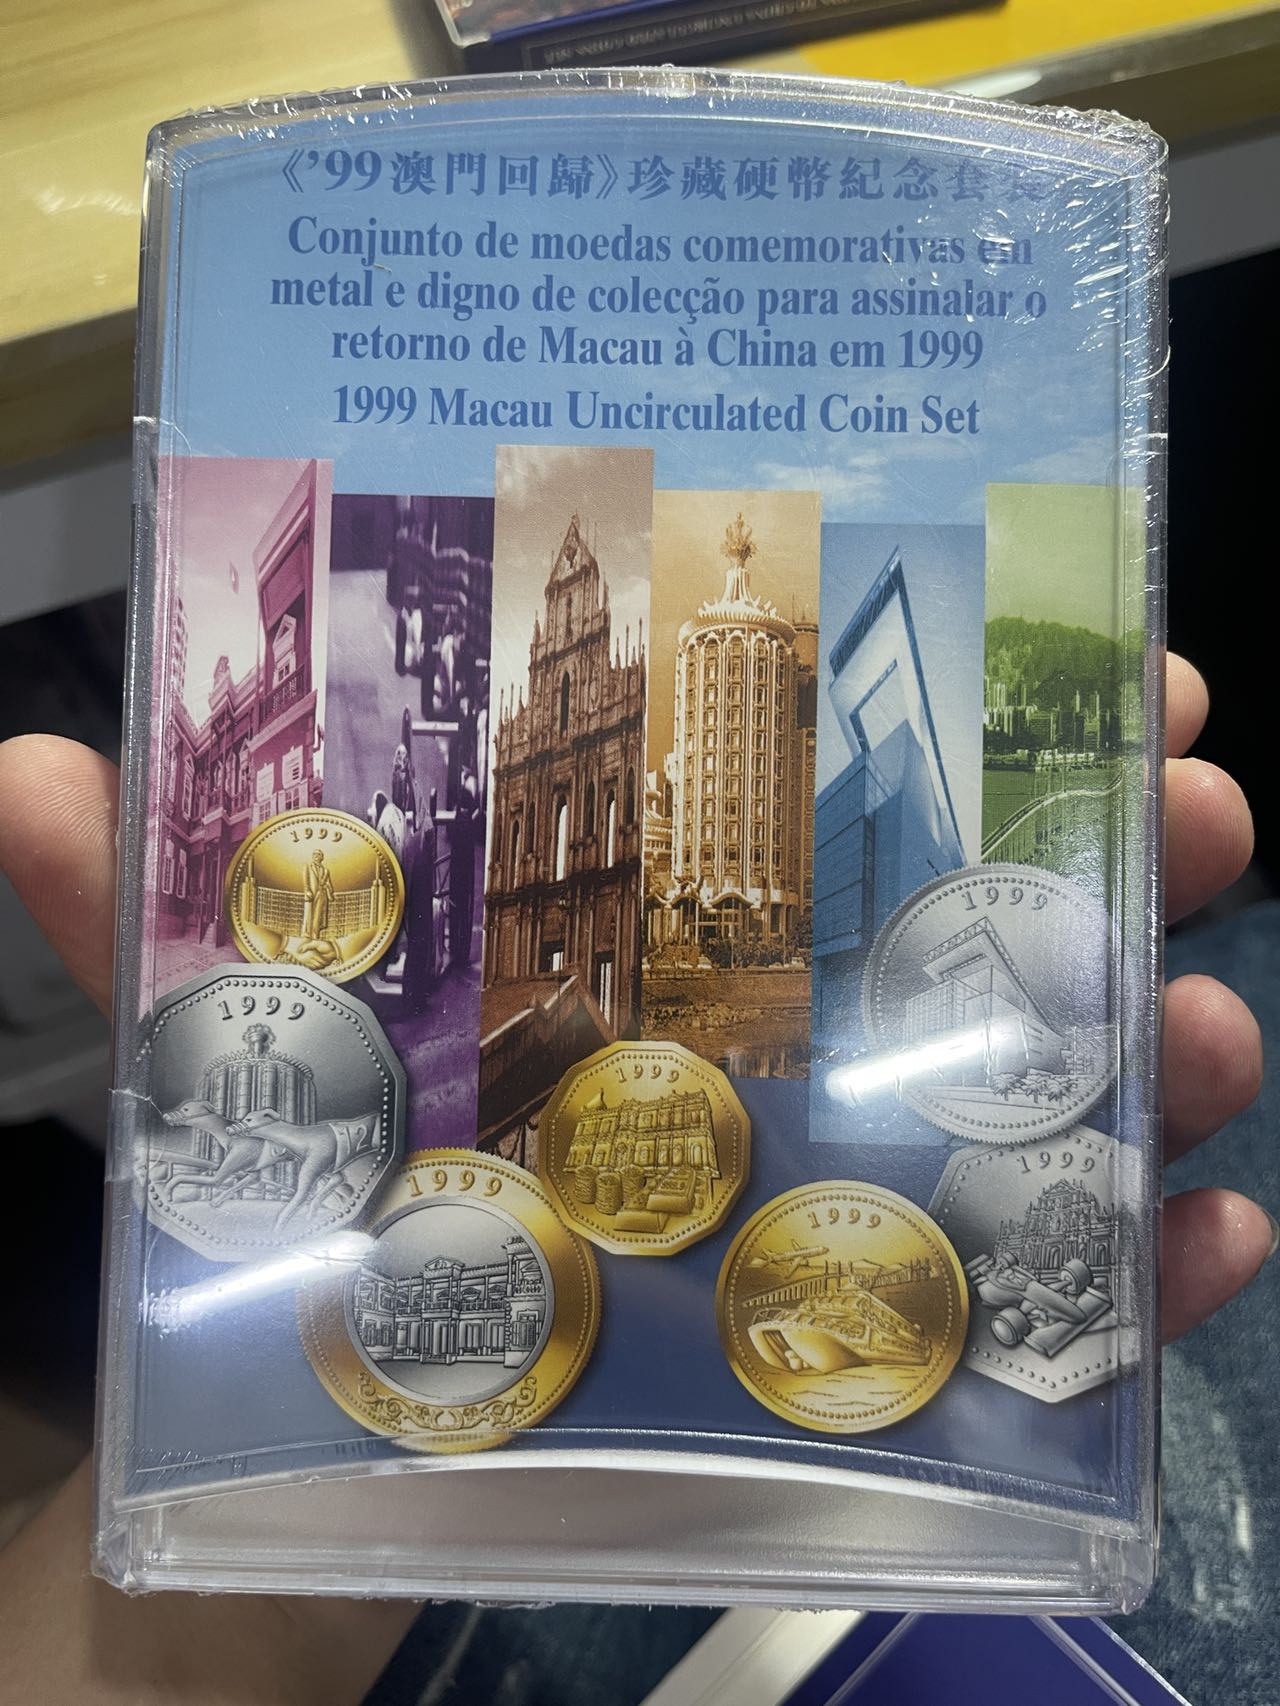 《’99澳門回歸》珍藏硬幣紀念套裝
Conjunto de moedas comemorativas em
metal e digno de colecção para assinalar o
retorno de Macau à China em 1999
1999 Macau Uncirculated Coin Set
1999
1999
1999
1999
1999
1999
1999
12